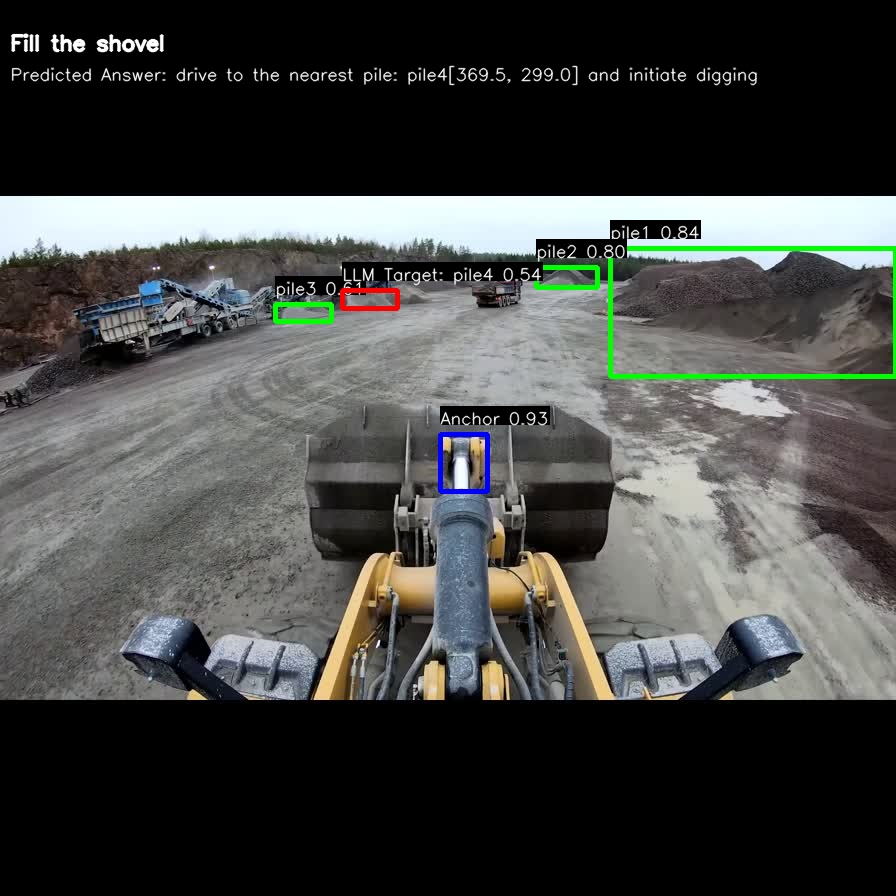 Fill the shovel
Predicted Answer: drive to the nearest pile: pile4[369.5, 299.0] and initiate digging
pile1 0.84
pile2 0.80
LLM Target: pile4 0.54
pile3 0.61
Anchor 0.93